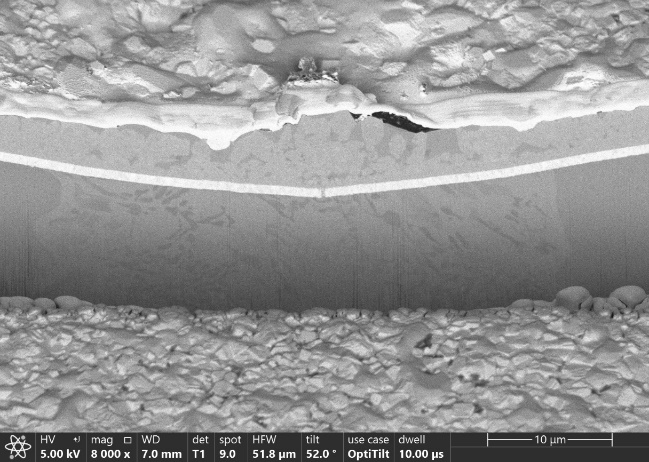 HV mag WD det spot HFW tilt use case dwell
5.00 kV 8 000 x 7.0 mm T1 9.0 51.8 µm 52.0 ° OptiTilt 10.00 µs
10 µm